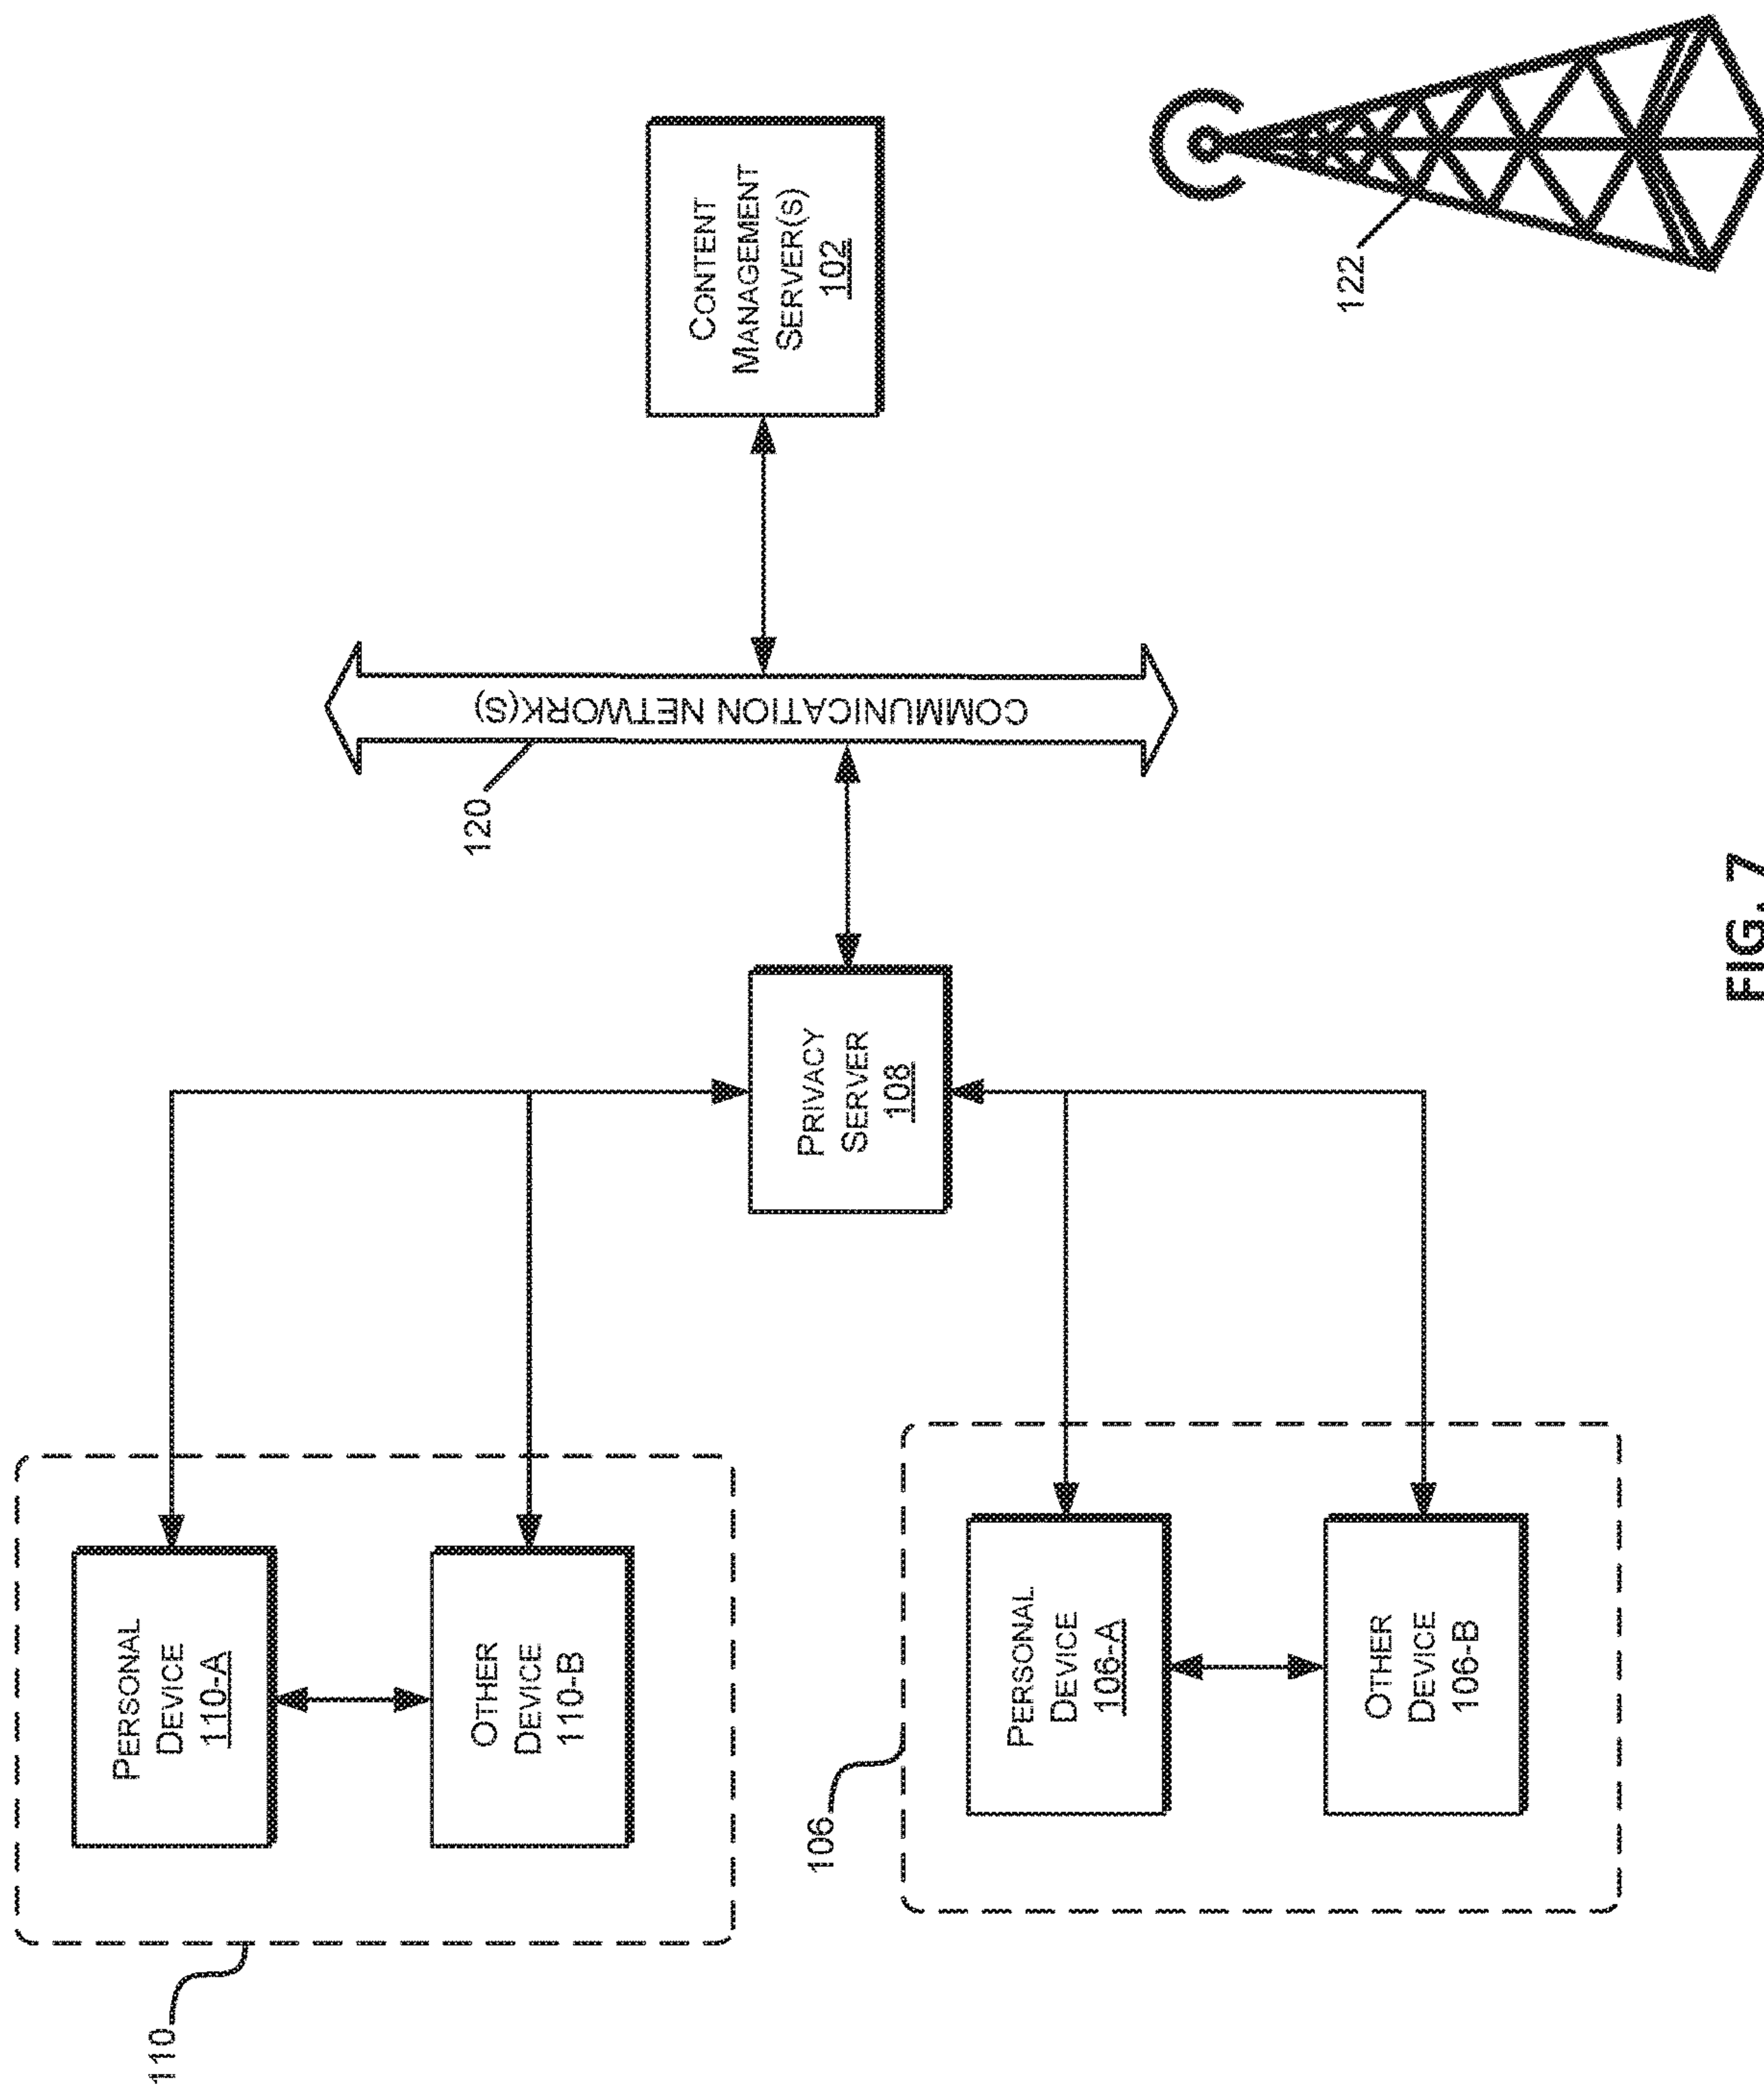 110
PERSONAL
DEVICE
110-A
OTHER
DEVICE
110-B
106
PERSONAL
DEVICE
106-A
OTHER
DEVICE
106-B
PRIVACY
SERVER
108
120
COMMUNICATION NETWORK(S)
CONTENT
MANAGEMENT
SERVER(S)
102
122
FIG. 7